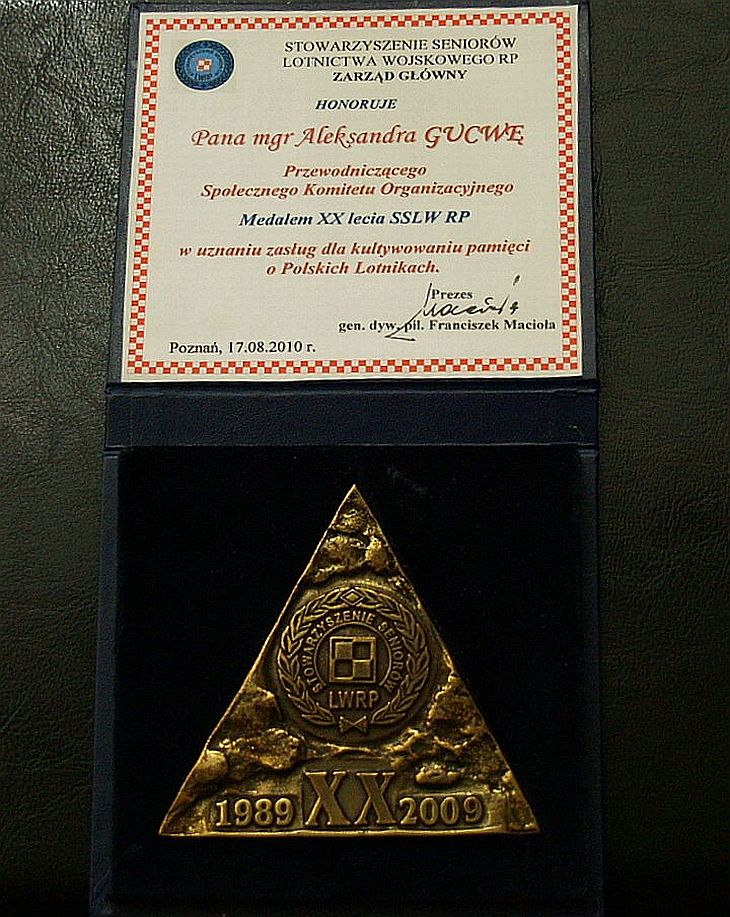 LWRP
STOWARZYSZENIE SENIORÓW
LOTNICTWA WOJSKOWEGO RP
ZARZĄD GŁÓWNY
HONORUJE
Pana mgr Aleksandra GUCWĘ
Przewodniczącego
Społecznego Komitetu Organizacyjnego
Medalem XX lecia SSLW RP
w uznaniu zasług dla kultywowaniu pamięci
o Polskich Lotnikach.
Prezes
gen. dyw. pil. Franciszek Macioła
Poznań, 17.08.2010 r.
STOWARZYSZENIE SENIORÓW
LWRP
1989 XX 2009